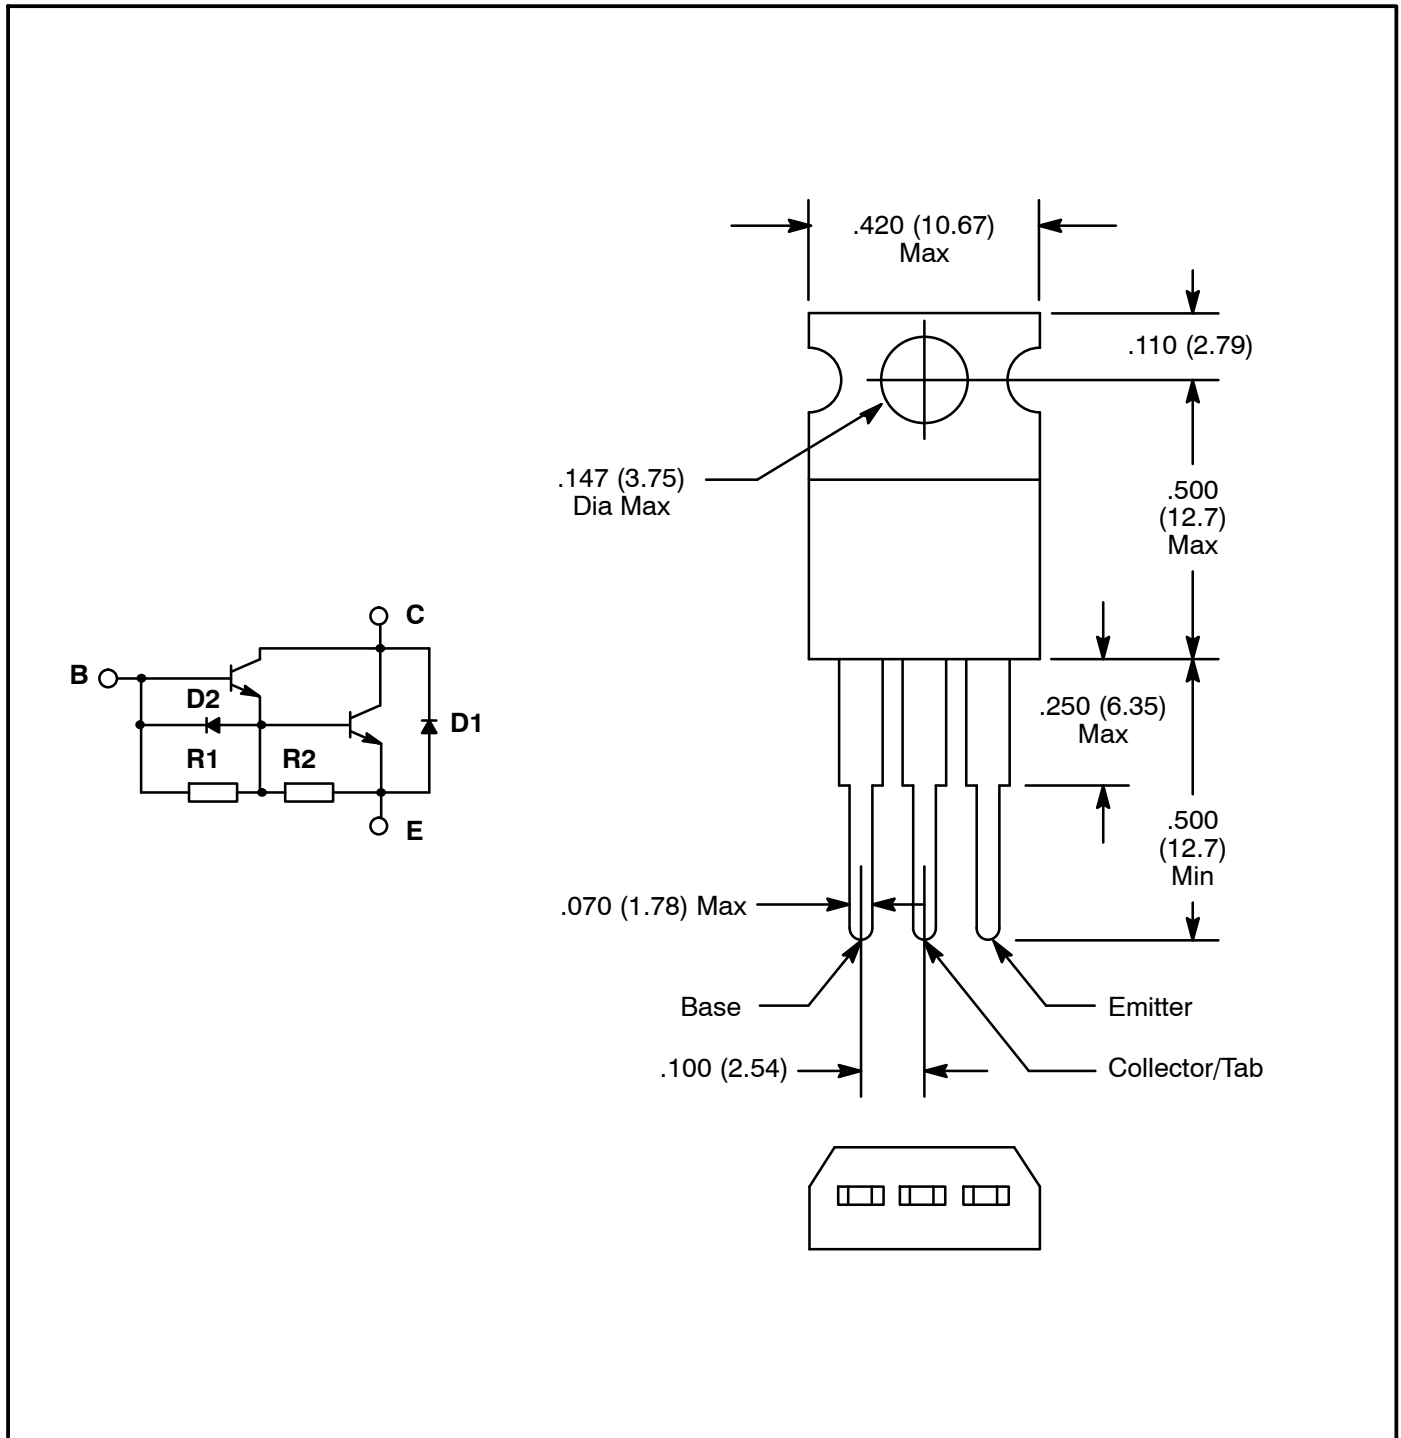 .420 (10.67)
Max
.110 (2.79)
.147 (3.75)
Dia Max
.500
(12.7)
Max
C
B
D2
D1
R1 R2
E
.250 (6.35)
Max
.500
(12.7)
Min
.070 (1.78) Max
Base
Emitter
.100 (2.54)
Collector/Tab